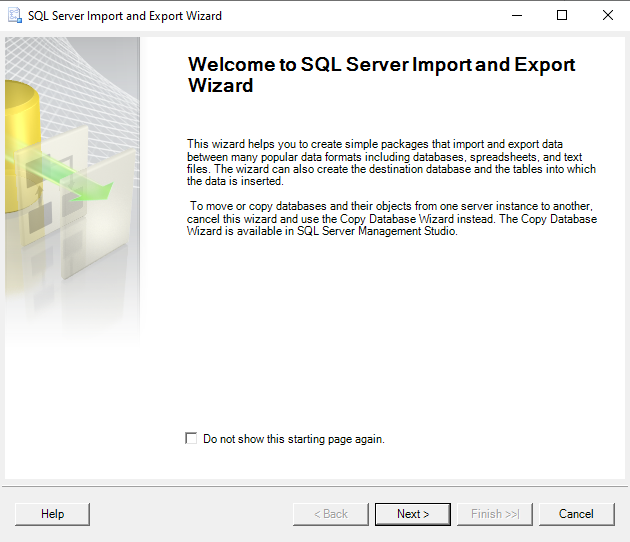 SQL Server Import and Export Wizard
Welcome to SQL Server Import and Export
Wizard
This wizard helps you to create simple packages that import and export data
between many popular data formats including databases, spreadsheets, and text
files. The wizard can also create the destination database and the tables into which
the data is inserted.
To move or copy databases and their objects from one server instance to another,
cancel this wizard and use the Copy Database Wizard instead. The Copy Database
Wizard is available in SQL Server Management Studio.
Do not show this starting page again.
Help
< Back
Next >
Finish >>|
Cancel